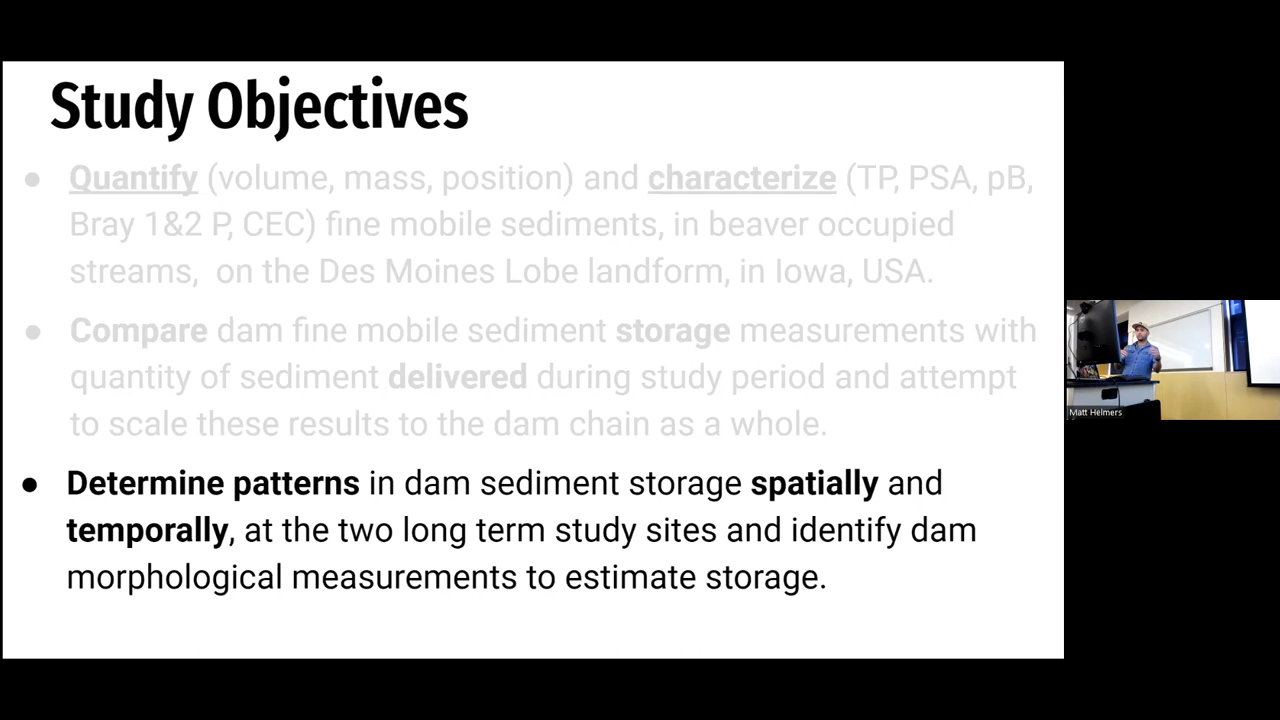 Study Objectives
● Quantify (volume, mass, position) and characterize (TP, PSA, pB,
Bray 1&2 P, CEC) fine mobile sediments, in beaver occupied
streams, on the Des Moines Lobe landform, in Iowa, USA.
● Compare dam fine mobile sediment storage measurements with
quantity of sediment delivered during study period and attempt
to scale these results to the dam chain as a whole.
● Determine patterns in dam sediment storage spatially and
temporally, at the two long term study sites and identify dam
morphological measurements to estimate storage.
Matt Helmers